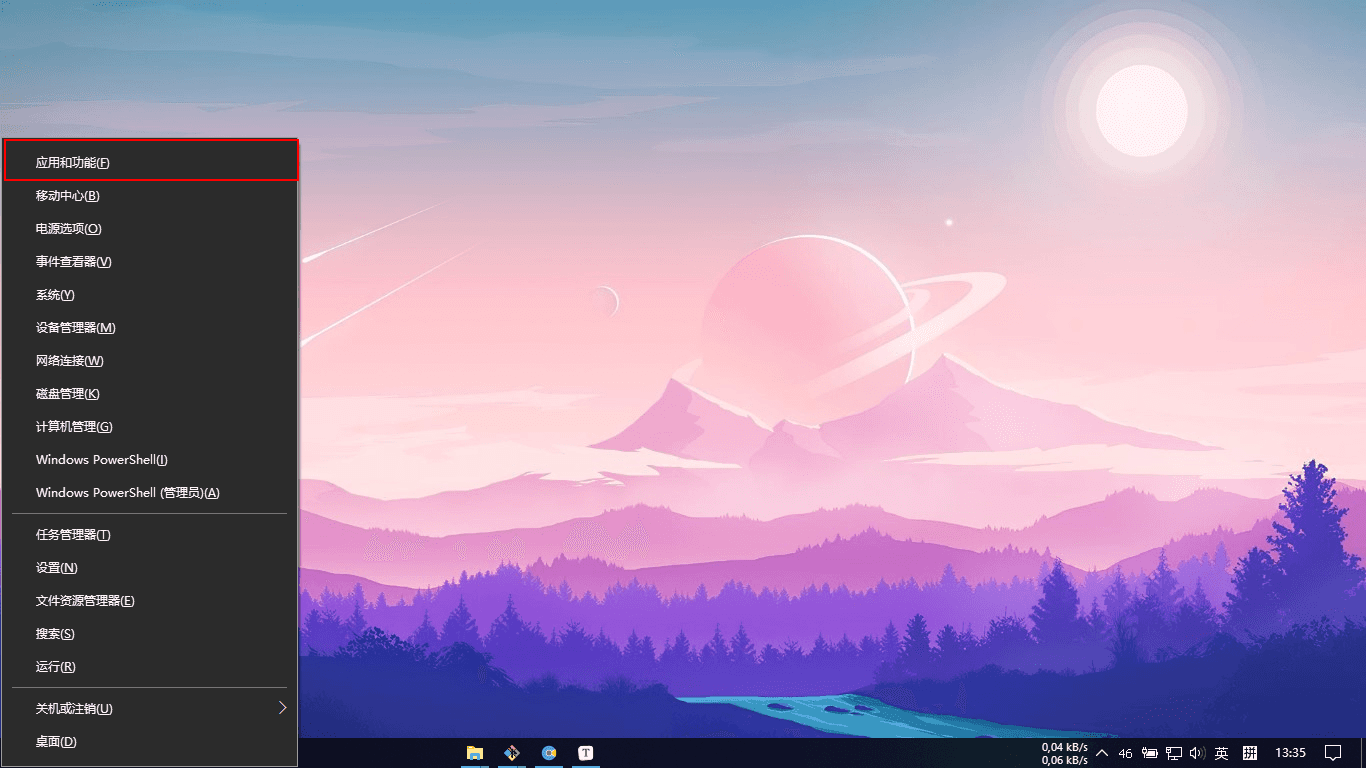 应用和功能(F)
移动中心(B)
电源选项(O)
事件查看器(V)
系统(Y)
设备管理器(M)
网络连接(W)
磁盘管理(K)
计算机管理(G)
Windows PowerShell(I)
Windows PowerShell (管理员)(A)
任务管理器(T)
设置(N)
文件资源管理器(E)
搜索(S)
运行(R)
关机或注销(U)
桌面(D)
T
0,04 kB/s
0,06 kB/s
46
英
拼
13:35